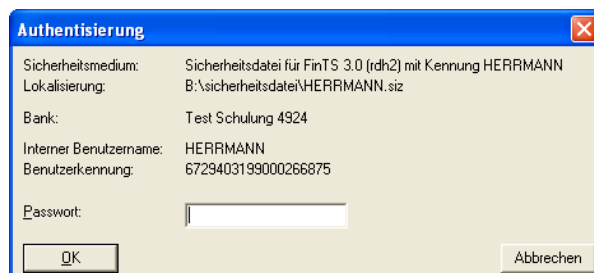 Authentisierung
Sicherheitsmedium: Sicherheitsdatei für FinTS 3.0 (rdh2) mit Kennung HERRMANN
Lokalisierung: B:\sicherheitsdatei\HERRMANN.siz
Bank: Test Schulung 4924
Interner Benutzername: HERRMANN
Benutzerkennung: 6729403199000266875
Passwort:
OK Abbrechen